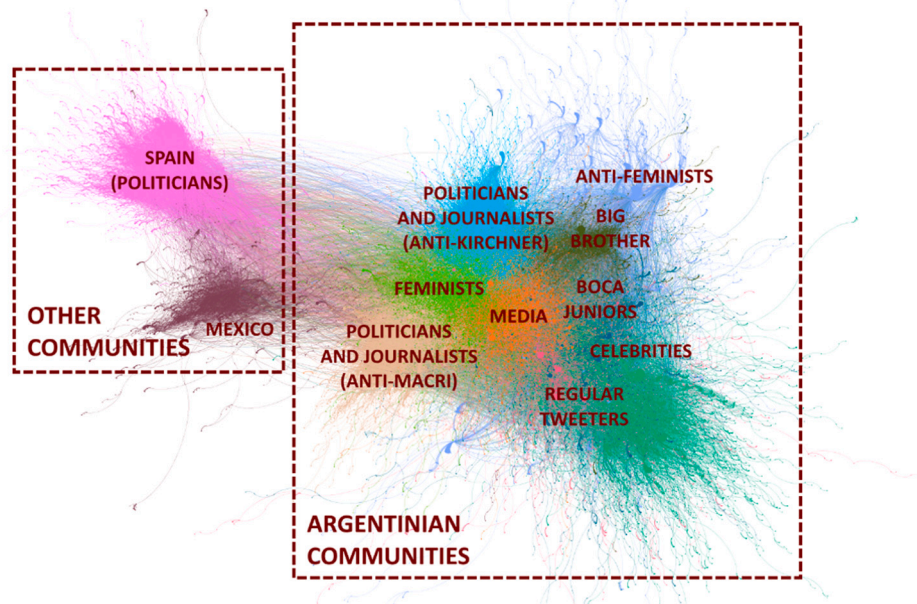 SPAIN
(POLITICIANS)
OTHER
COMMUNITIES
MEXICO
POLITICIANS
AND JOURNALISTS
(ANTI-KIRCHNER)
ANTI-FEMINISTS
BIG
BROTHER
FEMINISTS
MEDIA
BOCA
JUNIORS
POLITICIANS
AND JOURNALISTS
(ANTI-MACRI)
CELEBRITIES
REGULAR
TWEETERS
ARGENTINIAN
COMMUNITIES